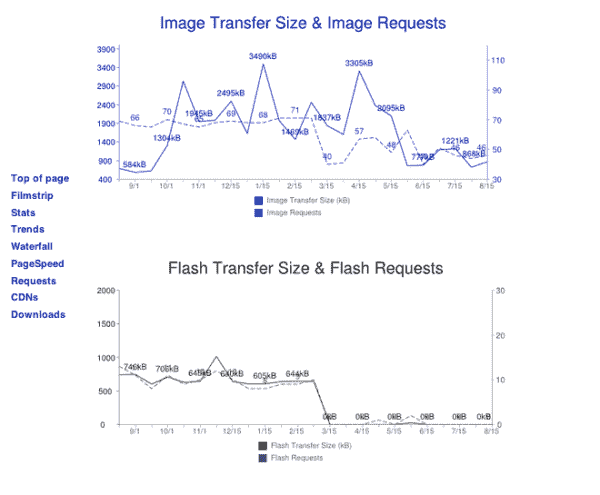 Image Transfer Size & Image Requests
3900
3400
2900
2400
1900
1400
900
400
110
90
70
50
30
3490kB
3305kB
2495kB
1945kB
1837kB
2095kB
1304kB
1469kB
1221kB
584kB
868kB
66
70
69
68
71
40
57
48
46
46
9/1
10/1
11/1
12/15
1/15
2/15
3/15
4/15
5/15
6/15
7/15
8/15
Image Transfer Size (kB)
Image Requests
Top of page
Filmstrip
Stats
Trends
Waterfall
PageSpeed
Requests
CDNs
Downloads
Flash Transfer Size & Flash Requests
2000
1500
1000
500
0
30
20
10
0
605kB
644kB
0kB
0kB
0kB
0kB
0kB
0kB
9/1
10/1
11/1
12/15
1/15
2/15
3/15
4/15
5/15
6/15
7/15
8/15
Flash Transfer Size (kB)
Flash Requests